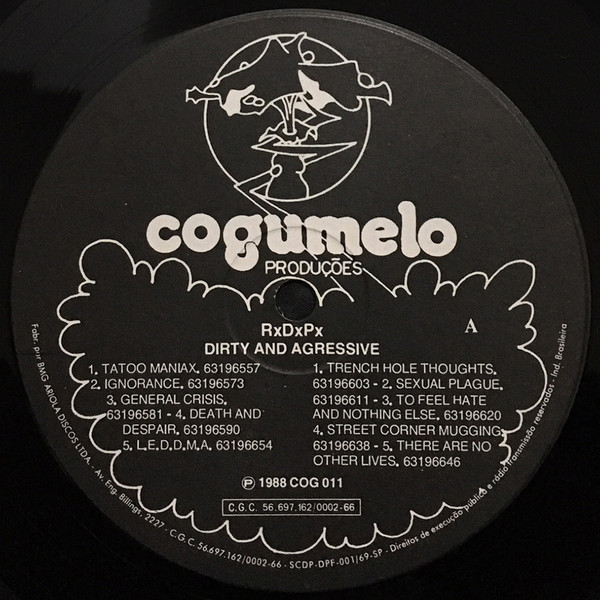 cogumelo
PRODUÇÕES
RxDxPx
A
DIRTY AND AGRESSIVE
1. TATOO MANIAX. 63196557
2. IGNORANCE. 63196573
3. GENERAL CRISIS.
63196581 - 4. DEATH AND
DESPAIR. 63196590
5. L.E.D.D.M.A. 63196654
1. TRENCH HOLE THOUGHTS.
63196603 - 2. SEXUAL PLAGUE.
63196611 - 3. TO FEEL HATE
AND NOTHING ELSE. 63196620
4. STREET CORNER MUGGING.
63196638 - 5. THERE ARE NO
OTHER LIVES. 63196646
℗ 1988 COG 011
C.G.C. 56.697.162/0002-66
Fabr. pur BMG ARIOLA DISCOS LTDA. - Av. Eng. Billings, 2227 - C.G.C. 56.697.162/0002-66 - SCDP-DPF-001/69-SP - Direitos de execução pública e rádio transmissão reservados - Ind. Brasileira